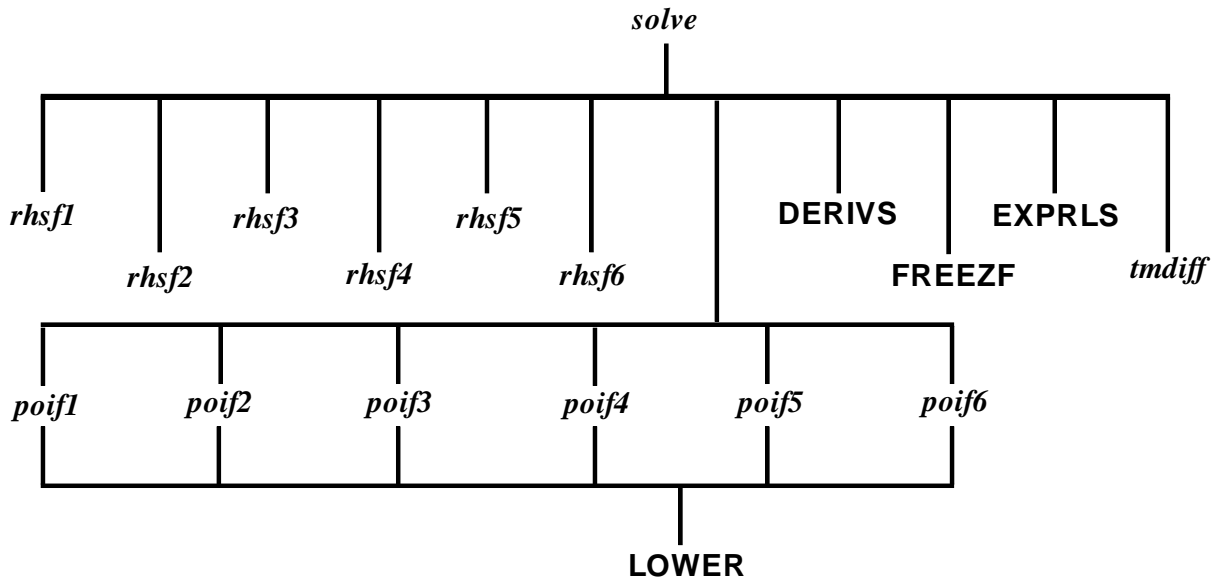 solve
rhsf1
rhsf2
rhsf3
rhsf4
rhsf5
rhsf6
DERIVS
FREEZF
EXPRLS
tmdiff
poif1
poif2
poif3
poif4
poif5
poif6
LOWER